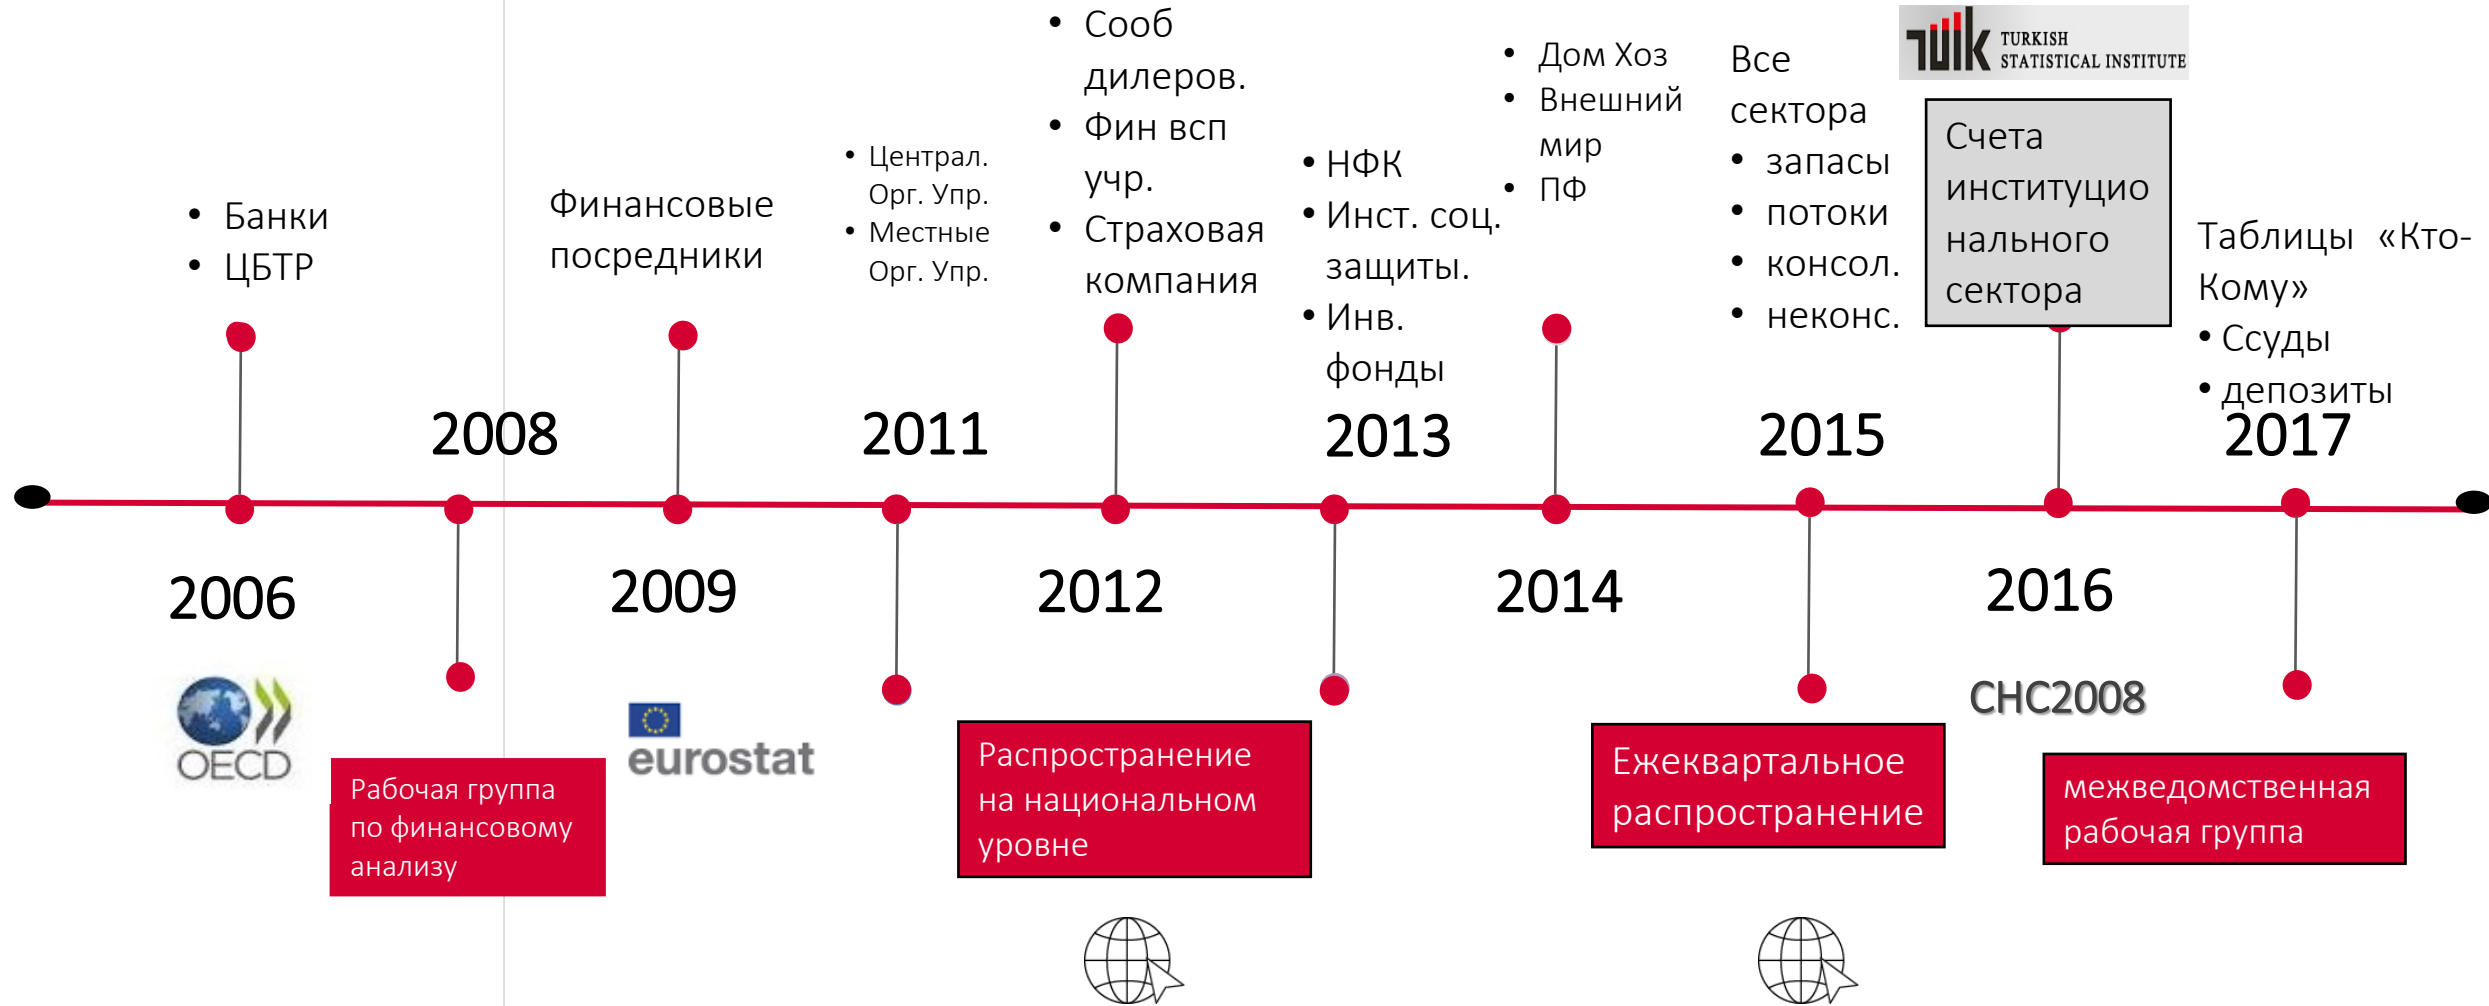 • Банки
• ЦБТР
2006
OECD
2008
Рабочая группа
по финансовому
анализу
Финансовые
посредники
2009
eurostat
• Централ.
Орг. Упр.
• Местные
Орг. Упр.
2011
• Сооб
дилеров.
• Фин всп
учр.
• Страховая
компания
2012
Распространение
на национальном
уровне
• НФК
• Инст. соц.
защиты.
• Инв.
фонды
2013
• Дом Хоз
• Внешний
мир
• ПФ
2014
Все
сектора
• запасы
• потоки
• консол.
• неконс.
2015
Ежеквартальное
распространение
TUIK TURKISH
STATISTICAL INSTITUTE
Счета
институцио
нального
сектора
2016
СНС2008
Таблицы «Кто-
Кому»
• Ссуды
• депозиты
2017
межведомственная
рабочая группа